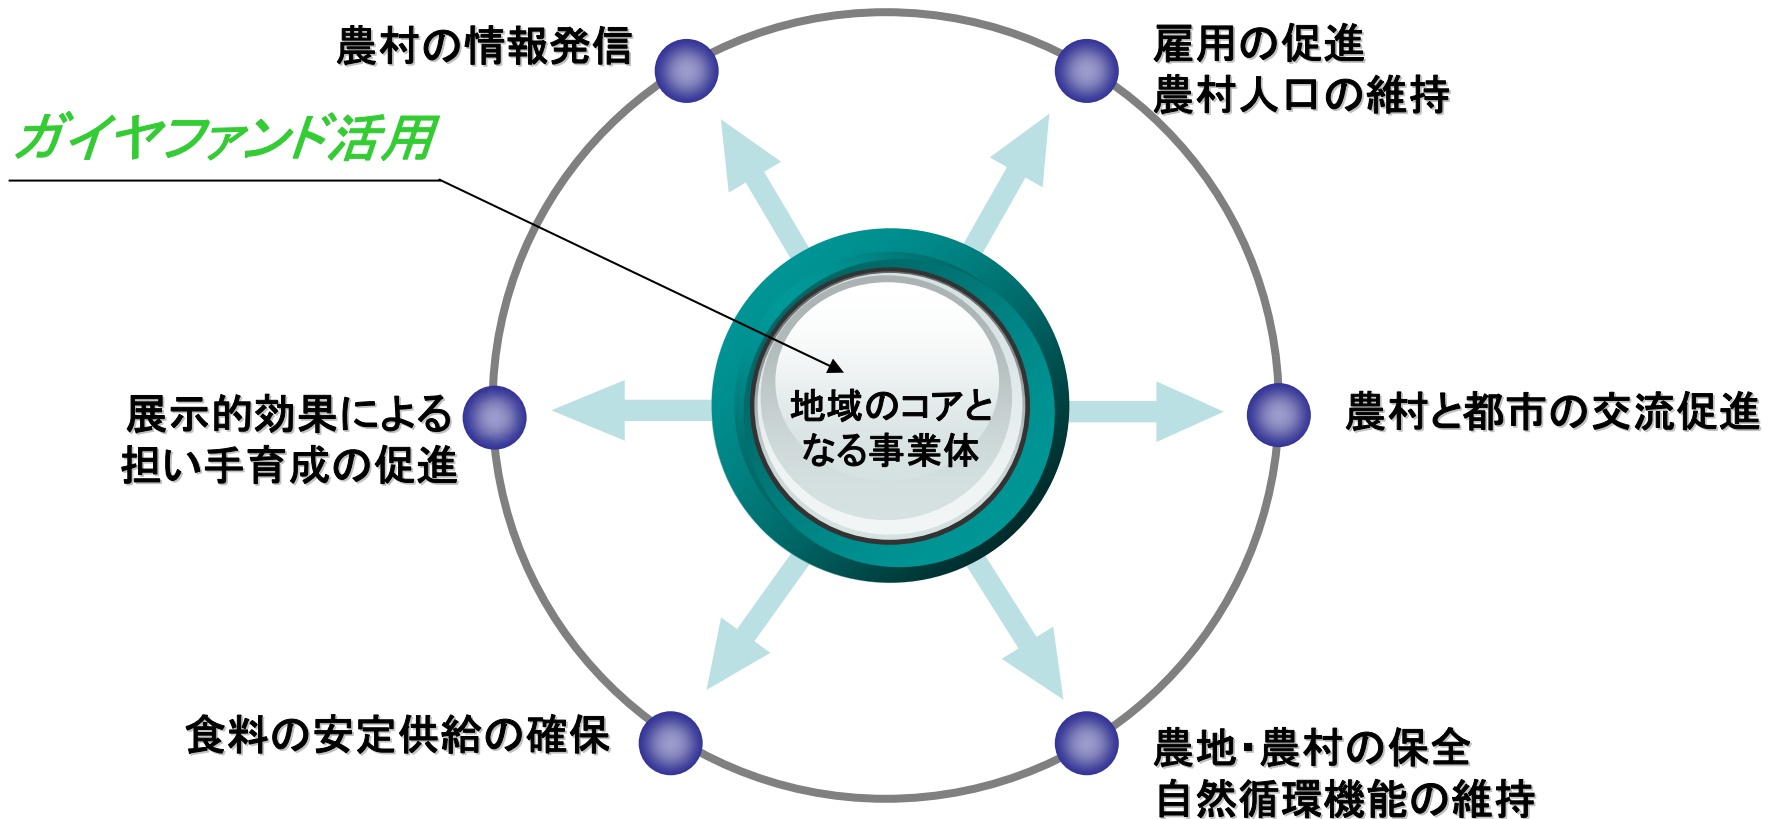 農村の情報発信
雇用の促進
農村人口の維持
ガイヤファンド活用
展示的効果による
担い手育成の促進
地域のコアと
なる事業体
農村と都市の交流促進
食料の安定供給の確保
農地・農村の保全
自然循環機能の維持